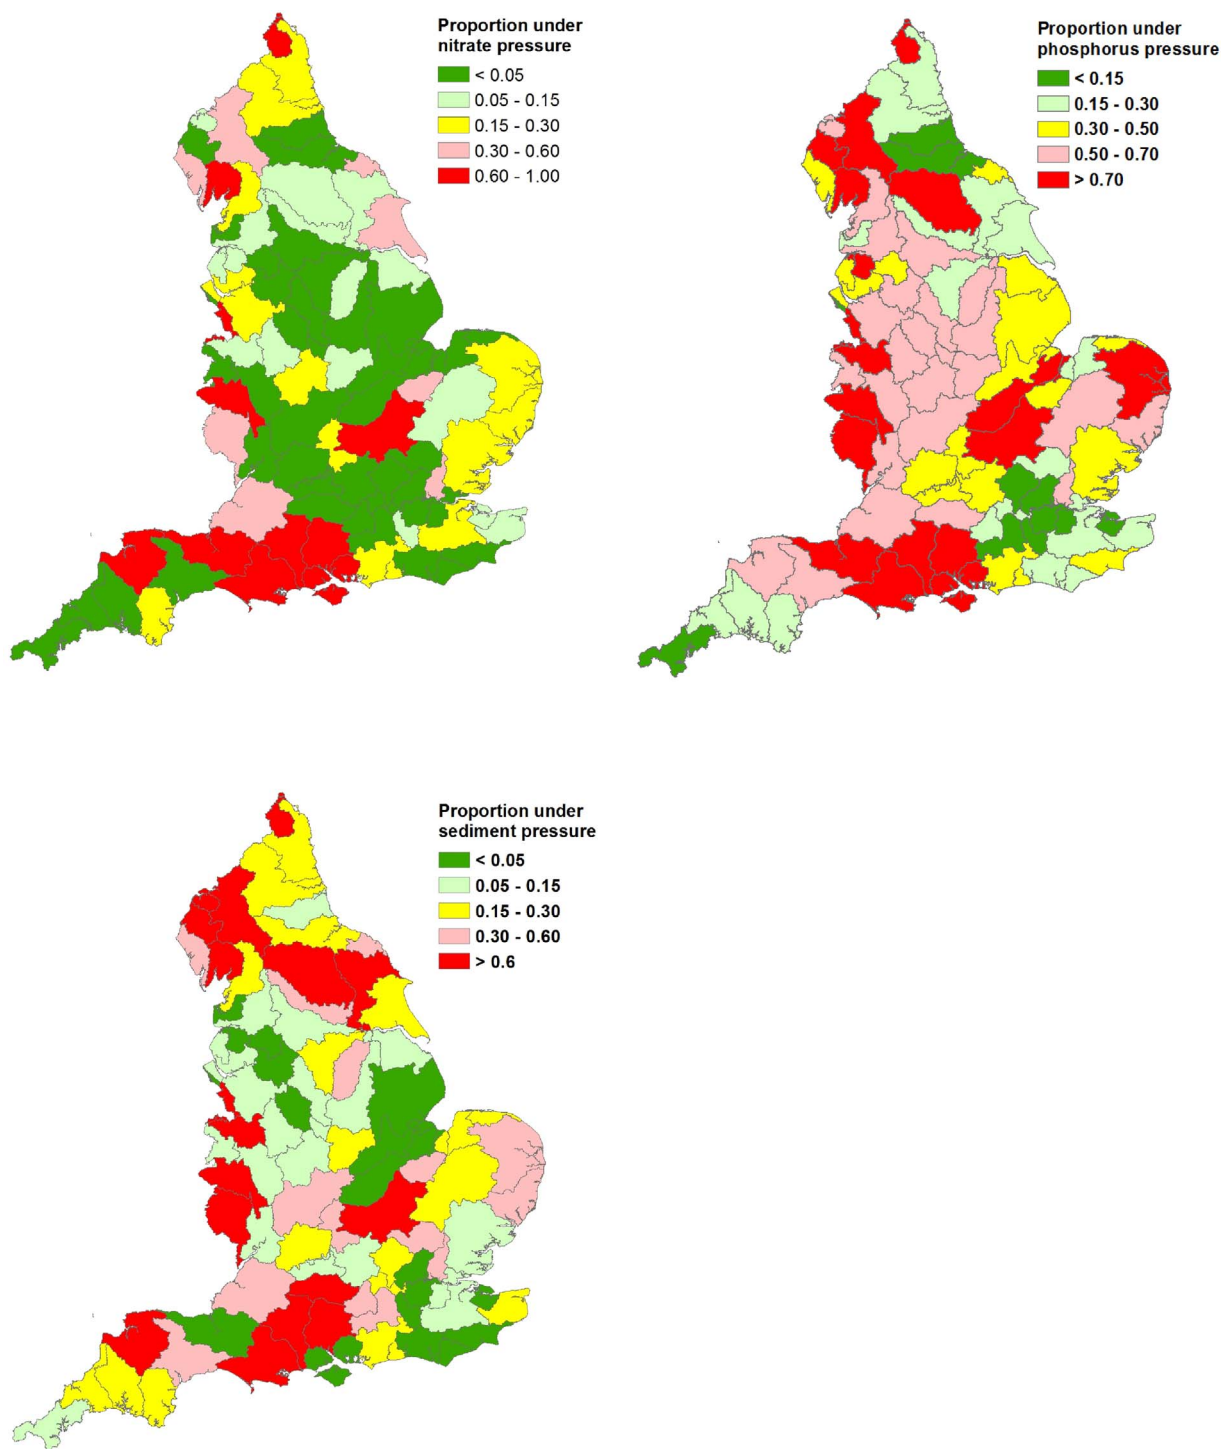 Proportion under
nitrate pressure
< 0.05
0.05 - 0.15
0.15 - 0.30
0.30 - 0.60
0.60 - 1.00
Proportion under
phosphorus pressure
< 0.15
0.15 - 0.30
0.30 - 0.50
0.50 - 0.70
> 0.70
Proportion under
sediment pressure
< 0.05
0.05 - 0.15
0.15 - 0.30
0.30 - 0.60
> 0.6